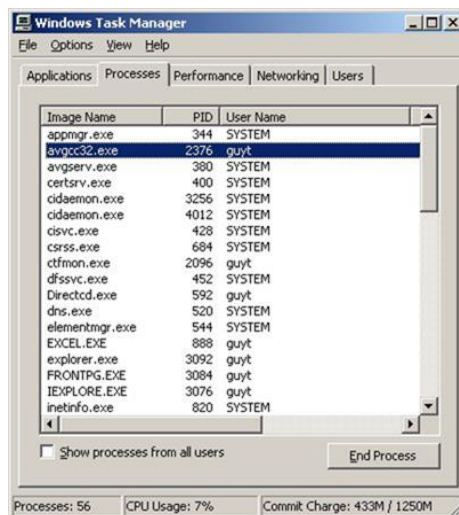 Windows Task Manager
File Options View Help
Applications Processes Performance Networking Users
Image Name PID User Name
appmgr.exe 344 SYSTEM
avgcc32.exe 2376 guyt
avgserv.exe 380 SYSTEM
certsrv.exe 400 SYSTEM
cidaemon.exe 3256 SYSTEM
cidaemon.exe 4012 SYSTEM
cisvc.exe 428 SYSTEM
csrss.exe 684 SYSTEM
ctfmon.exe 2096 guyt
dfssvc.exe 452 SYSTEM
Directcd.exe 592 guyt
dns.exe 520 SYSTEM
elementmgr.exe 544 SYSTEM
EXCEL.EXE 888 guyt
explorer.exe 3092 guyt
FRONTPG.EXE 3084 guyt
IEXPLORE.EXE 3076 guyt
inetinfo.exe 820 SYSTEM
Show processes from all users End Process
Processes: 56 CPU Usage: 7% Commit Charge: 433M / 1250M